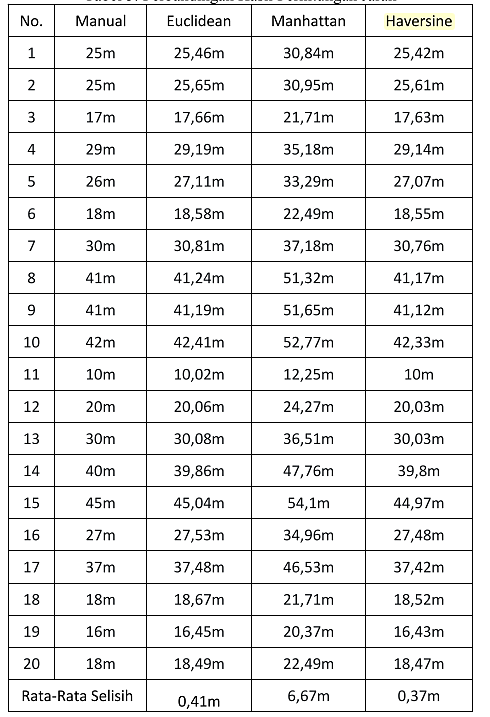 No. Manual Euclidean Manhattan Haversine
1 25m 25,46m 30,84m 25,42m
2 25m 25,65m 30,95m 25,61m
3 17m 17,66m 21,71m 17,63m
4 29m 29,19m 35,18m 29,14m
5 26m 27,11m 33,29m 27,07m
6 18m 18,58m 22,49m 18,55m
7 30m 30,81m 37,18m 30,76m
8 41m 41,24m 51,32m 41,17m
9 41m 41,19m 51,65m 41,12m
10 42m 42,41m 52,77m 42,33m
11 10m 10,02m 12,25m 10m
12 20m 20,06m 24,27m 20,03m
13 30m 30,08m 36,51m 30,03m
14 40m 39,86m 47,76m 39,8m
15 45m 45,04m 54,1m 44,97m
16 27m 27,53m 34,96m 27,48m
17 37m 37,48m 46,53m 37,42m
18 18m 18,67m 21,71m 18,52m
19 16m 16,45m 20,37m 16,43m
20 18m 18,49m 22,49m 18,47m
Rata-Rata Selisih 0,41m 6,67m 0,37m